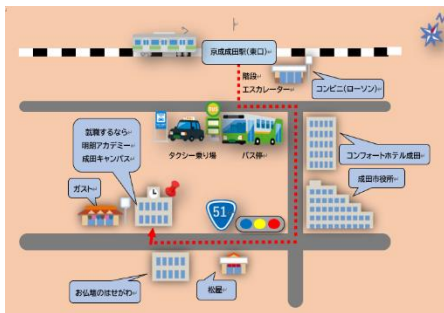 京成成田駅(東口)
階段
エスカレーター
コンビニ(ローソン)
BUS
就職するなら
明朗アカデミー
成田キャンパス
タクシー乗り場
バス停
コンフォートホテル成田
ガスト
成田市役所
51
お仏壇のはせがわ
松屋